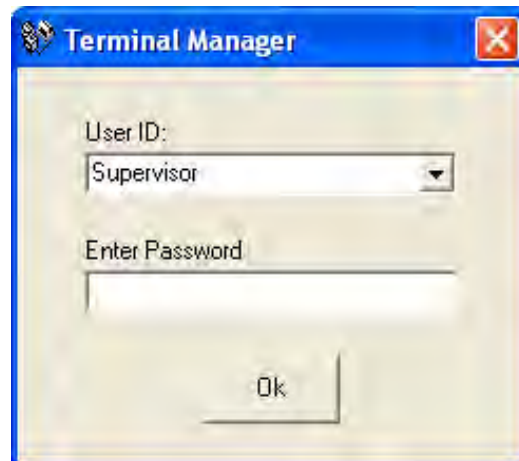 Terminal Manager
User ID:
Supervisor
Enter Password
Ok